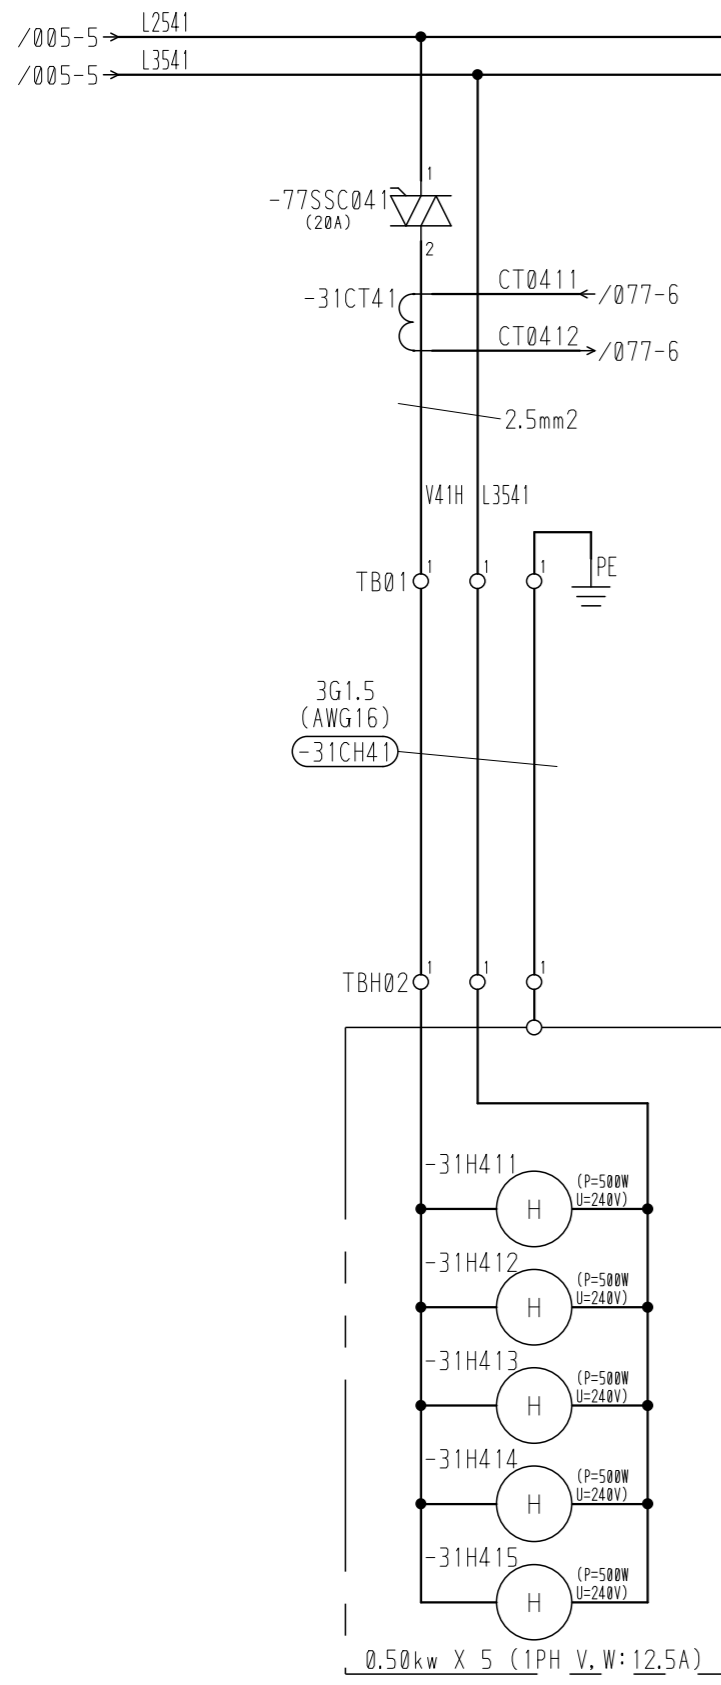 /005-5 L2541
/005-5 L3541
1
-77SSC041
(20A)
2
-31CT41
CT0411 /077-6
CT0412 /077-6
2.5mm2
V41H L3541
TB01 1 1 1 PE
3G1.5
(AWG16)
-31CH41
TBH02 1 1 1
-31H411
(P=500W
U=240V)
H
-31H412
(P=500W
U=240V)
H
-31H413
(P=500W
U=240V)
H
-31H414
(P=500W
U=240V)
H
-31H415
(P=500W
U=240V)
H
0.50kw X 5 (1PH V,W:12.5A)